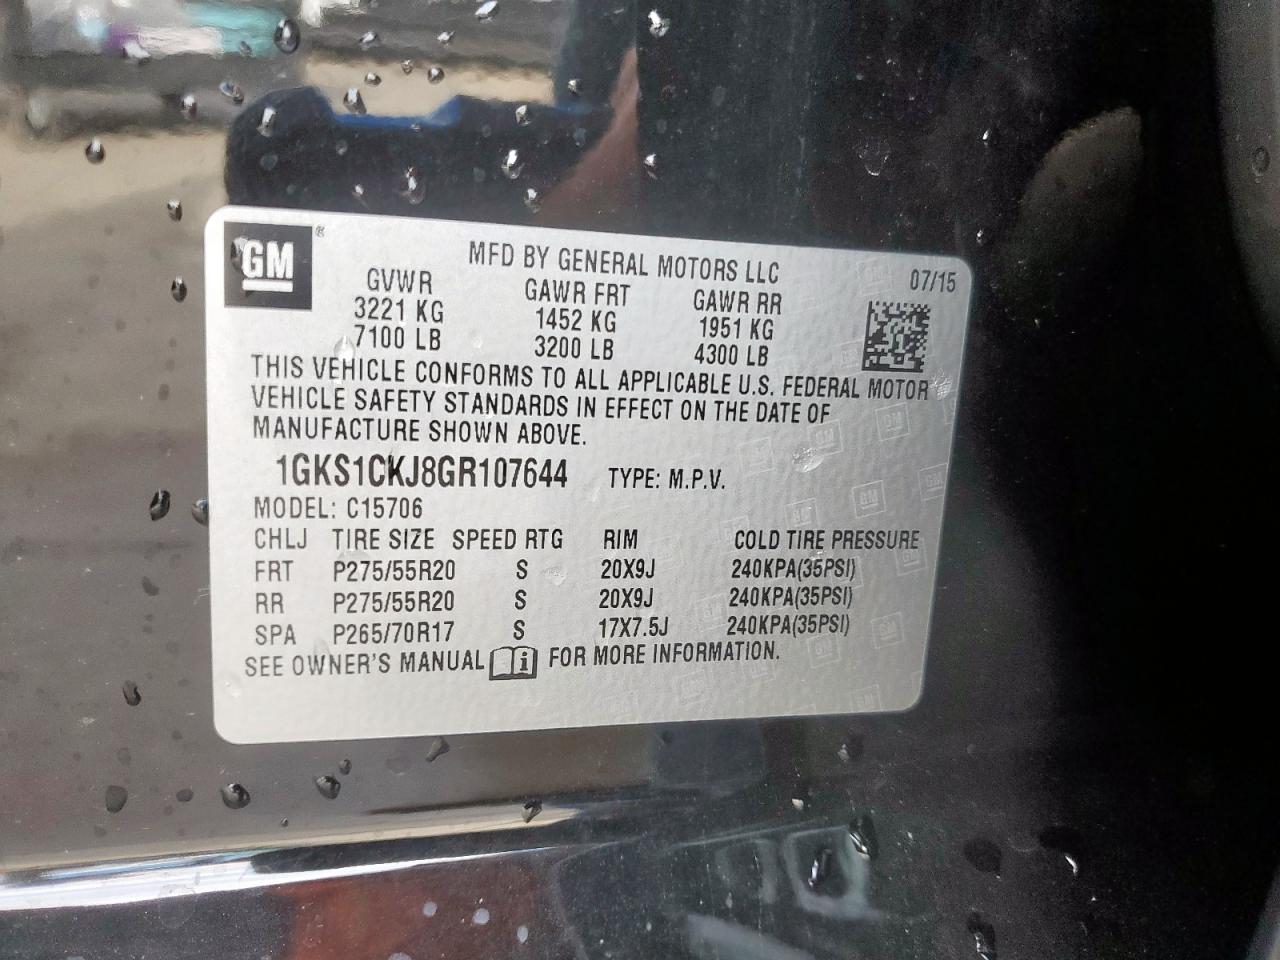 GM ®
MFD BY GENERAL MOTORS LLC 07/15
GVWR GAWR FRT GAWR RR
3221 KG 1452 KG 1951 KG
7100 LB 3200 LB 4300 LB
THIS VEHICLE CONFORMS TO ALL APPLICABLE U.S. FEDERAL MOTOR
VEHICLE SAFETY STANDARDS IN EFFECT ON THE DATE OF
MANUFACTURE SHOWN ABOVE.
1GKS1CKJ8GR107644 TYPE: M.P.V.
MODEL: C15706
CHLJ TIRE SIZE SPEED RTG RIM COLD TIRE PRESSURE
FRT P275/55R20 S 20X9J 240KPA(35PSI)
RR P275/55R20 S 20X9J 240KPA(35PSI)
SPA P265/70R17 S 17X7.5J 240KPA(35PSI)
SEE OWNER'S MANUAL i FOR MORE INFORMATION.